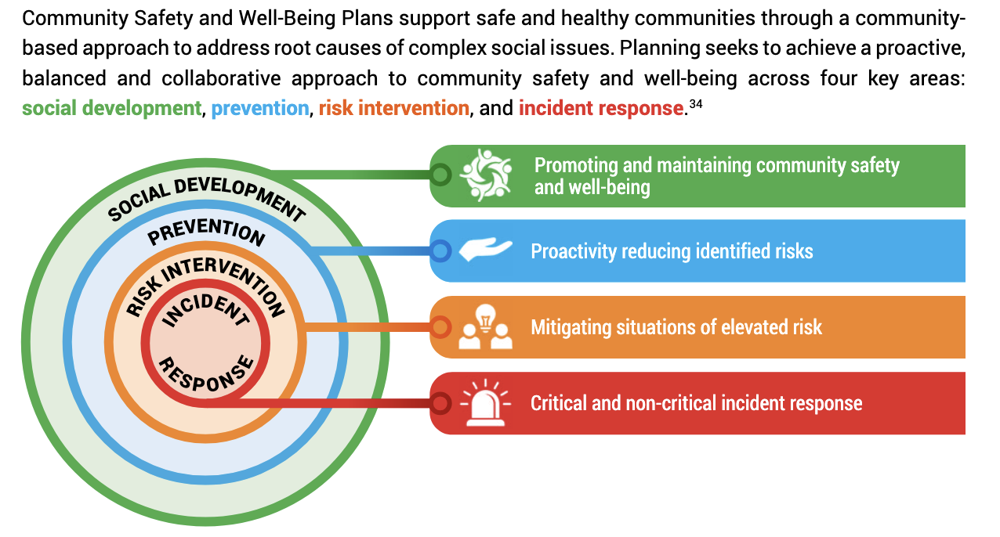 Community Safety and Well-Being Plans support safe and healthy communities through a community-
based approach to address root causes of complex social issues. Planning seeks to achieve a proactive,
balanced and collaborative approach to community safety and well-being across four key areas:
social development, prevention, risk intervention, and incident response.³⁴
SOCIAL DEVELOPMENT
PREVENTION
RISK INTERVENTION
INCIDENT
RESPONSE
Promoting and maintaining community safety
and well-being
Proactivity reducing identified risks
Mitigating situations of elevated risk
Critical and non-critical incident response